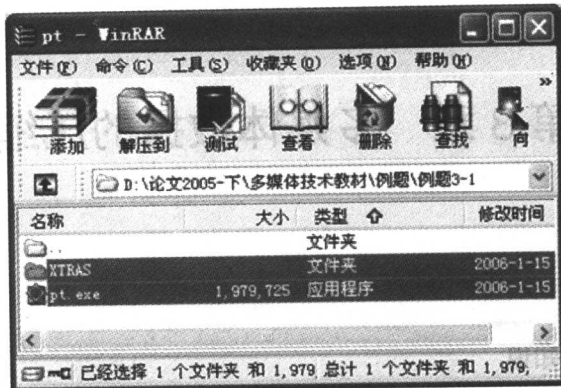 pt - WinRAR
文件(F) 命令(C) 工具(S) 收藏夹(O) 选项(N) 帮助(H)
添加 解压到 测试 查看 删除 查找 向
D:\论文2005-下\多媒体技术教材\例题\例题3-1
名称 大小 类型 修改时间
.. 文件夹
XTRAS 文件夹 2006-1-15
pt.exe 1,979,725 应用程序 2006-1-15
已经选择 1 个文件夹 和 1,979, 总计 1 个文件夹 和 1,979,